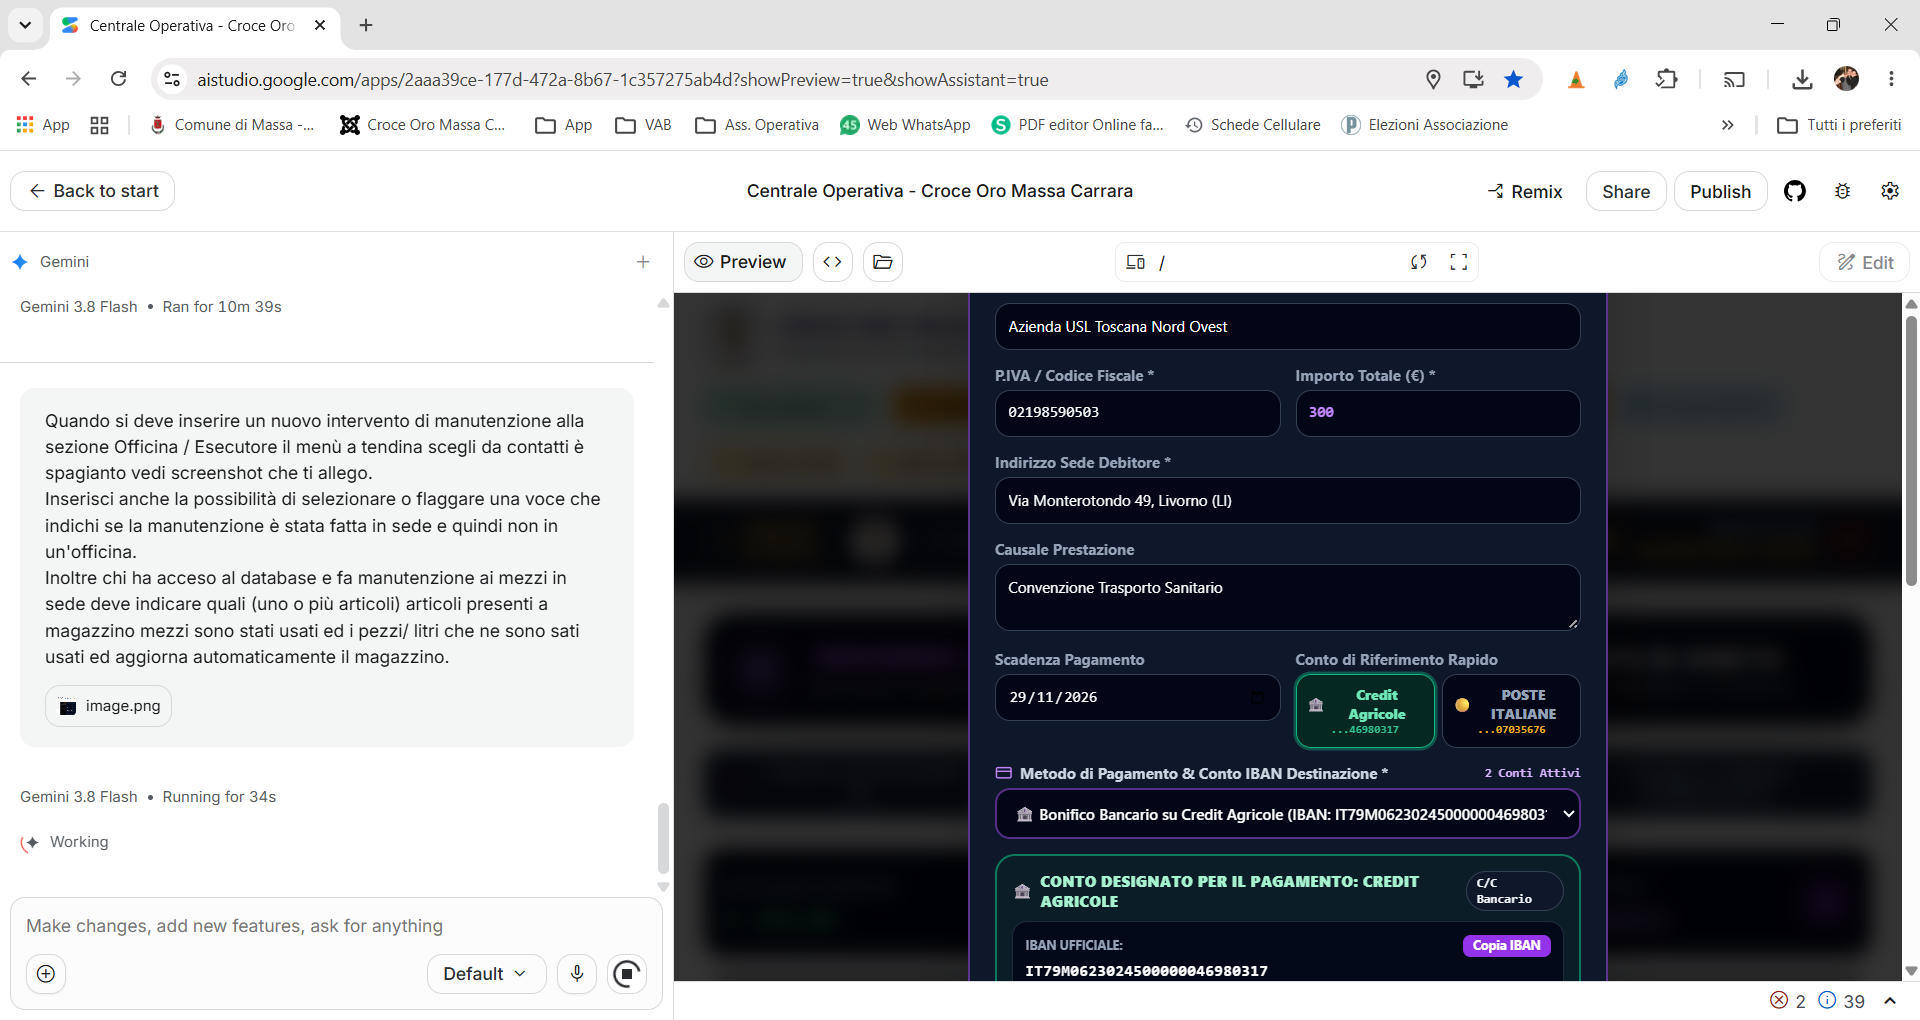 Centrale Operativa - Croce Oro
aistudio.google.com/apps/2aaa39ce-177d-472a-8b67-1c357275ab4d?showPreview=true&showAssistant=true
App
Comune di Massa -...
Croce Oro Massa C...
App
VAB
Ass. Operativa
45
Web WhatsApp
S
PDF editor Online fa...
Schede Cellulare
Elezioni Associazione
Tutti i preferiti
Back to start
Centrale Operativa - Croce Oro Massa Carrara
Remix
Share
Publish
Gemini
Gemini 3.8 Flash • Ran for 10m 39s
Quando si deve inserire un nuovo intervento di manutenzione alla
sezione Officina / Esecutore il menù a tendina scegli da contatti è
spagianto vedi screenshot che ti allego.
Inserisci anche la possibilità di selezionare o flaggare una voce che
indichi se la manutenzione è stata fatta in sede e quindi non in
un'officina.
Inoltre chi ha acceso al database e fa manutenzione ai mezzi in
sede deve indicare quali (uno o più articoli) articoli presenti a
magazzino mezzi sono stati usati ed i pezzi/ litri che ne sono sati
usati ed aggiorna automaticamente il magazzino.
image.png
Gemini 3.8 Flash • Running for 34s
Working
Make changes, add new features, ask for anything
Default
Preview
/
Edit
Azienda USL Toscana Nord Ovest
P.IVA / Codice Fiscale *
Importo Totale (€) *
02198590503
300
Indirizzo Sede Debitore *
Via Monterotondo 49, Livorno (LI)
Causale Prestazione
Convenzione Trasporto Sanitario
Scadenza Pagamento
Conto di Riferimento Rapido
29/11/2026
Credit
Agricole
...46980317
POSTE
ITALIANE
...07035676
Metodo di Pagamento & Conto IBAN Destinazione *
2 Conti Attivi
Bonifico Bancario su Credit Agricole (IBAN: IT79M06230245000000469803
CONTO DESIGNATO PER IL PAGAMENTO: CREDIT
AGRICOLE
C/C
Bancario
IBAN UFFICIALE:
Copia IBAN
IT79M0623024500000046980317
2
39